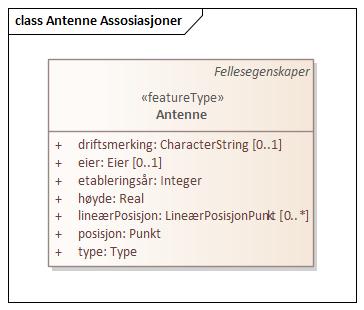 class Antenne Assosiasjoner
Fellesegenskaper
«featureType»
Antenne
+ driftsmerking: CharacterString [0..1]
+ eier: Eier [0..1]
+ etableringsår: Integer
+ høyde: Real
+ lineærPosisjon: LineærPosisjonPunkt [0..*]
+ posisjon: Punkt
+ type: Type